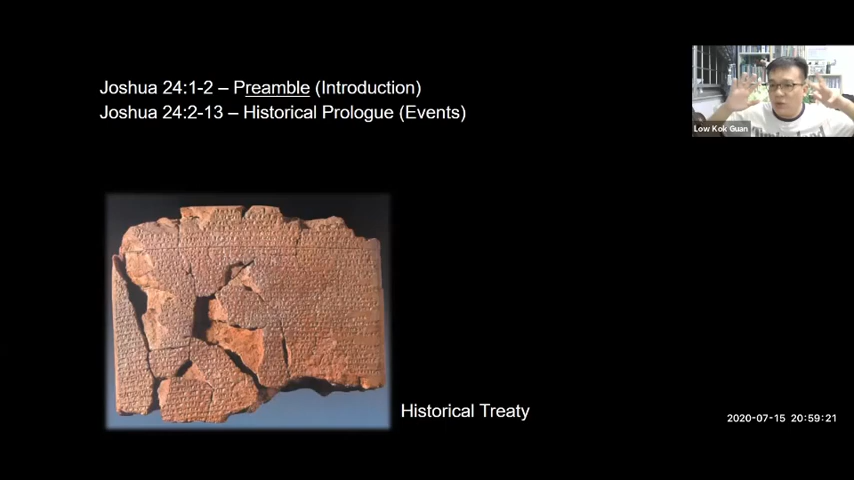 Joshua 24:1-2 – Preamble (Introduction)
Joshua 24:2-13 – Historical Prologue (Events)
Low Kok Guan
Historical Treaty
2020-07-15 20:59:21